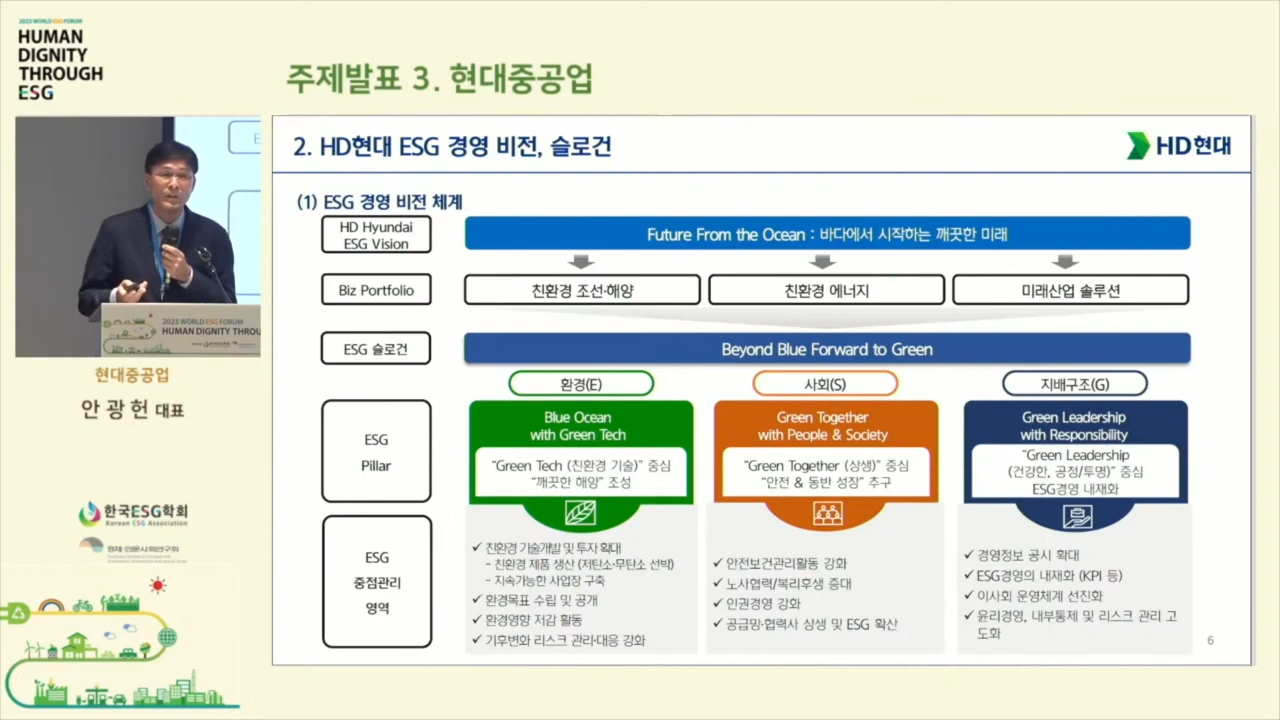 2023 WORLD ESG FORUM
HUMAN
DIGNITY
THROUGH
ESG
주제발표 3. 현대중공업
2. HD현대 ESG 경영 비전, 슬로건
HD현대
(1) ESG 경영 비전 체계
HD Hyundai
ESG Vision
Future From the Ocean : 바다에서 시작하는 깨끗한 미래
Biz Portfolio
친환경 조선·해양
친환경 에너지
미래산업 솔루션
ESG 슬로건
Beyond Blue Forward to Green
환경(E)
사회(S)
지배구조(G)
ESG
Pillar
Blue Ocean
with Green Tech
"Green Tech (친환경 기술)" 중심
"깨끗한 해양" 조성
Green Together
with People & Society
"Green Together (상생)" 중심
"안전 & 동반 성장" 추구
Green Leadership
with Responsibility
"Green Leadership
(건강한, 공정/투명)" 중심
ESG경영 내재화
ESG
중점관리
영역
✓ 친환경 기술개발 및 투자 확대
- 친환경 제품 생산 (저탄소·무탄소 선박)
- 지속가능한 사업장 구축
✓ 환경목표 수립 및 공개
✓ 환경영향 저감 활동
✓ 기후변화 리스크 관리·대응 강화
✓ 안전보건관리활동 강화
✓ 노사협력/복리후생 증대
✓ 인권경영 강화
✓ 공급망·협력사 상생 및 ESG 확산
✓ 경영정보 공시 확대
✓ ESG경영의 내재화 (KPI 등)
✓ 이사회 운영체계 선진화
✓ 윤리경영, 내부통제 및 리스크 관리 고
도화
6
2023 WORLD ESG FORUM
HUMAN DIGNITY THROU
현대중공업
안 광 헌 대표
한국ESG학회
Korean ESG Association
경제·인문사회연구회